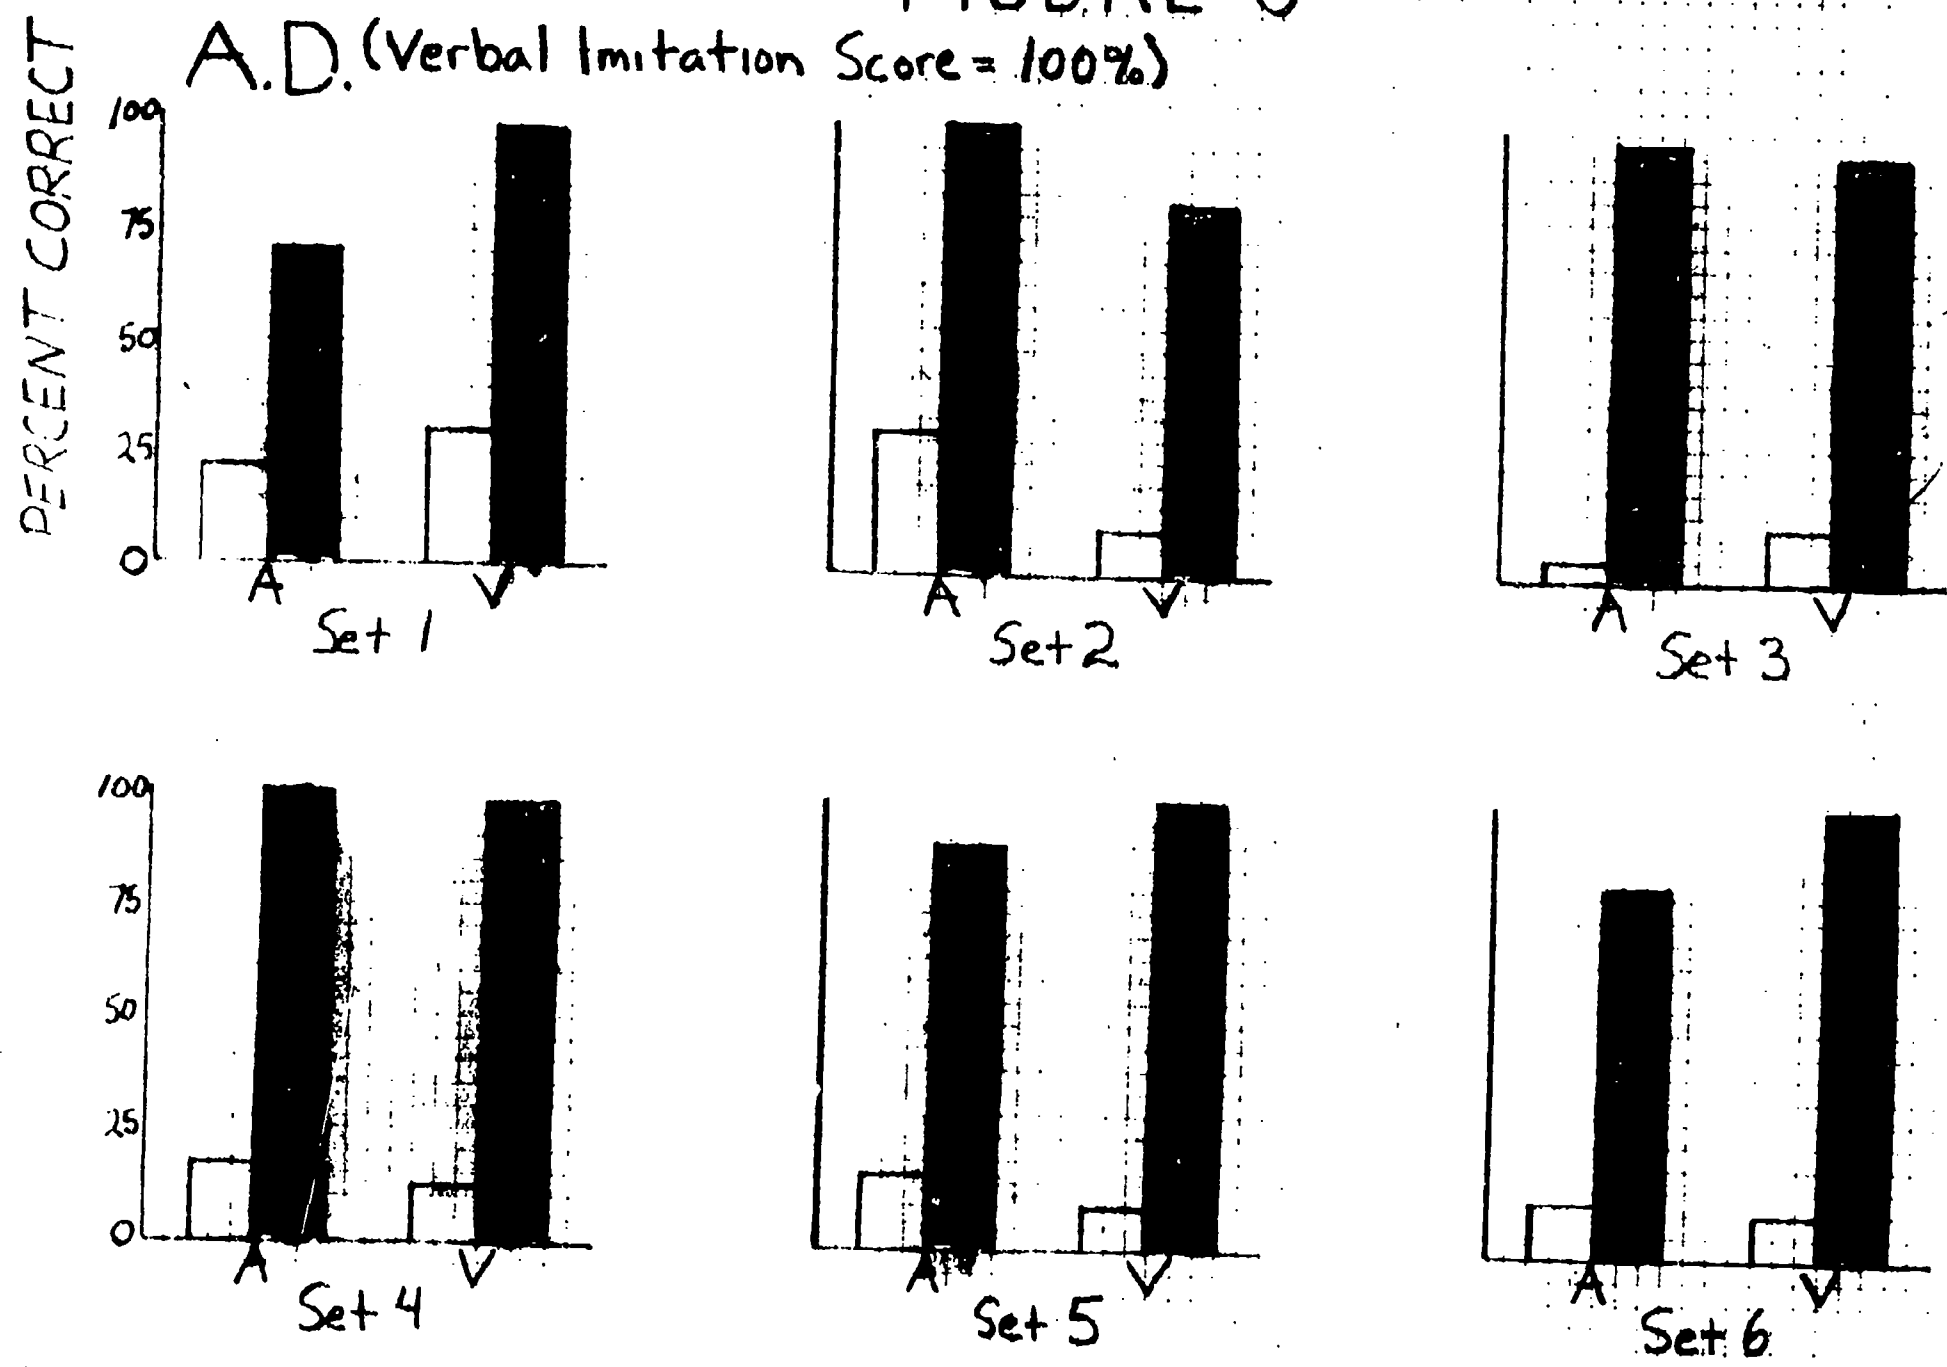 A.D. (Verbal Imitation Score = 100%)
PERCENT CORRECT
100
75
50
25
0
A V
A V
A V
Set 1
Set 2
Set 3
100
75
50
25
0
A V
A V
A V
Set 4
Set 5
Set 6